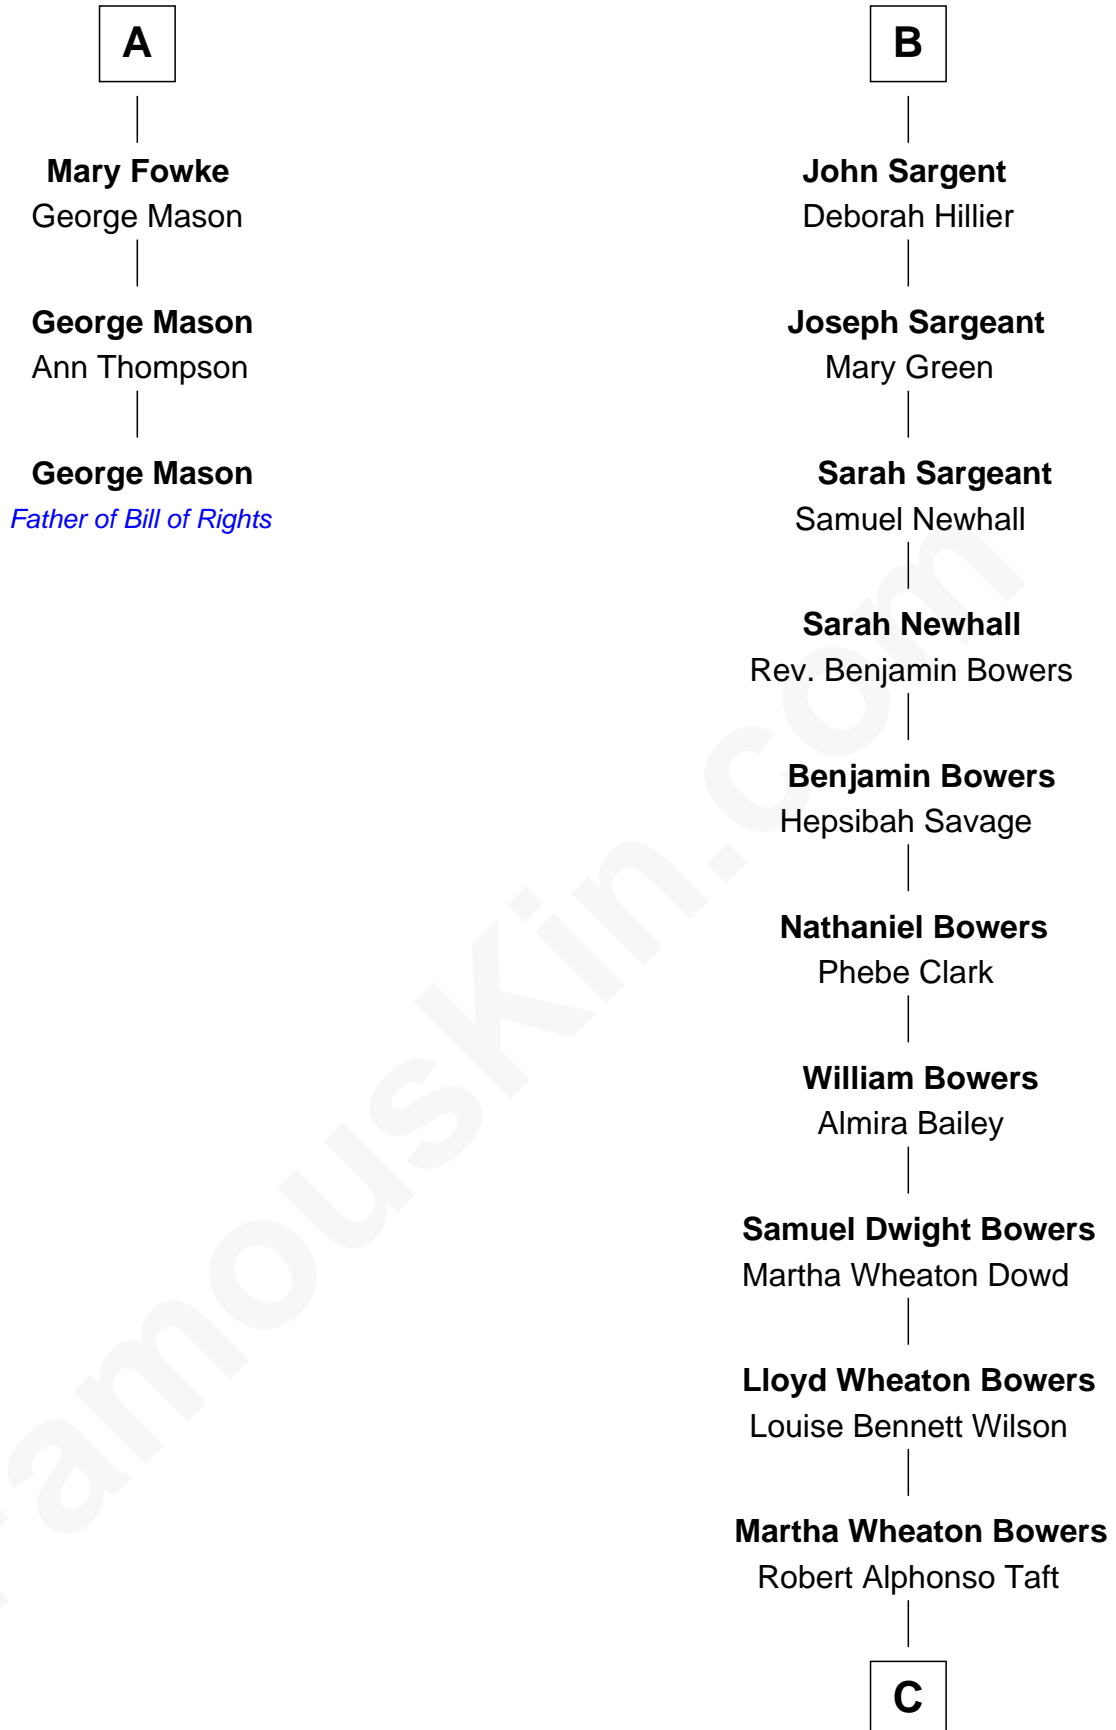 A
Mary Fowke
George Mason
George Mason
Ann Thompson
George Mason
Father of Bill of Rights
B
John Sargent
Deborah Hillier
Joseph Sargeant
Mary Green
Sarah Sargeant
Samuel Newhall
Sarah Newhall
Rev. Benjamin Bowers
Benjamin Bowers
Hepsibah Savage
Nathaniel Bowers
Phebe Clark
William Bowers
Almira Bailey
Samuel Dwight Bowers
Martha Wheaton Dowd
Lloyd Wheaton Bowers
Louise Bennett Wilson
Martha Wheaton Bowers
Robert Alphonso Taft
C
FamousKin.com